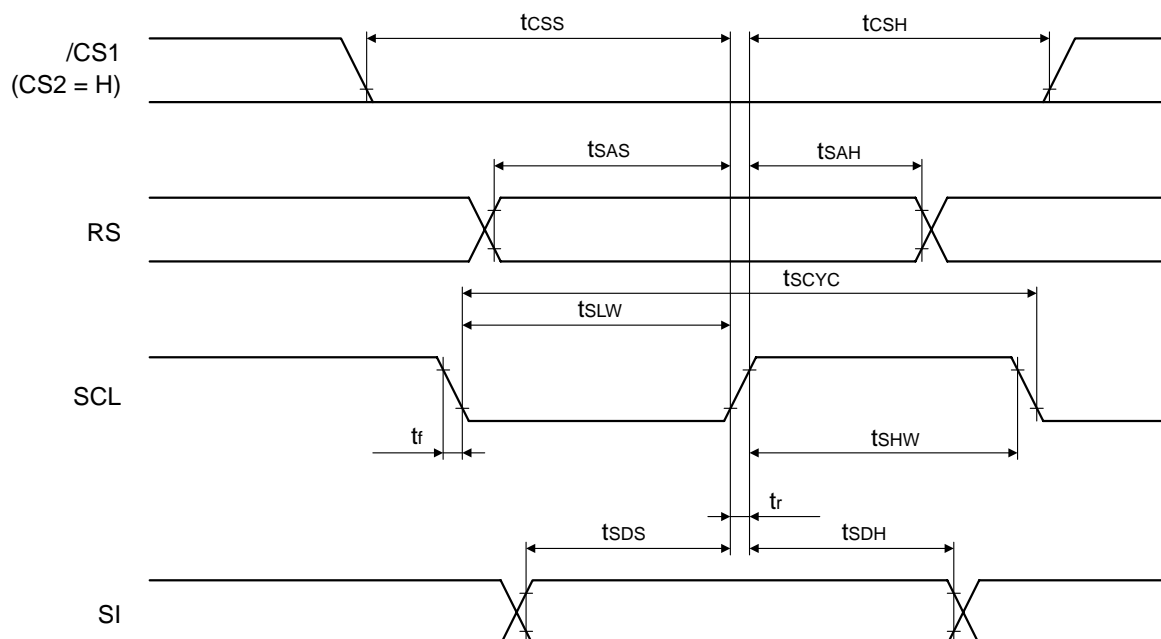 tCSS
tCSH
/CS1
(CS2 = H)
tSAS
tSAH
RS
tSCYC
tSLW
SCL
tf
tSHW
tr
tSDS
tSDH
SI